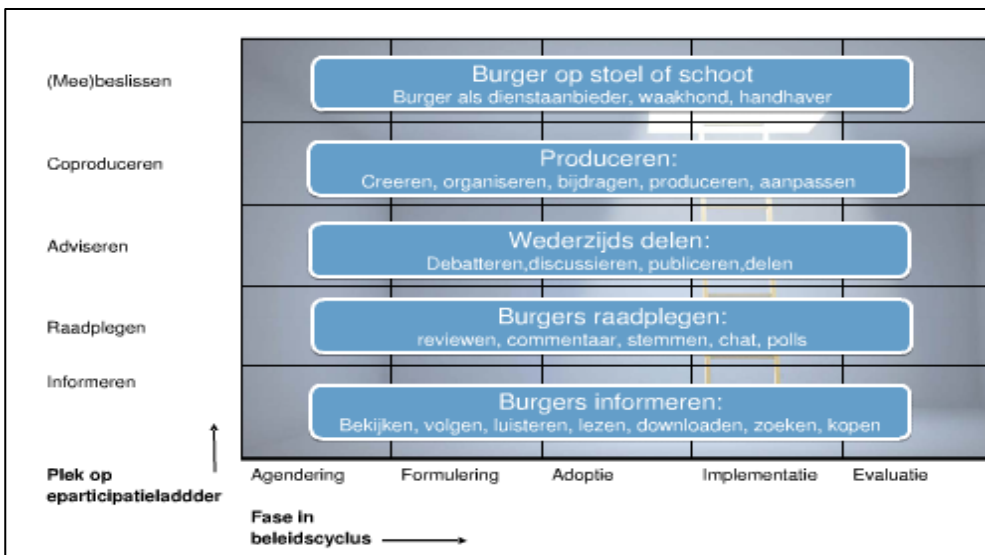 (Mee)beslissen
Burger op stoel of schoot
Burger als dienstaanbieder, waakhond, handhaver
Coproduceren
Produceren:
Creeren, organiseren, bijdragen, produceren, aanpassen
Adviseren
Wederzijds delen:
Debatteren,discussieren, publiceren,delen
Raadplegen
Burgers raadplegen:
reviewen, commentaar, stemmen, chat, polls
Informeren
Burgers informeren:
Bekijken, volgen, luisteren, lezen, downloaden, zoeken, kopen
Plek op
eparticipatieladdder
Agendering Formulering Adoptie Implementatie Evaluatie
Fase in
beleidscyclus